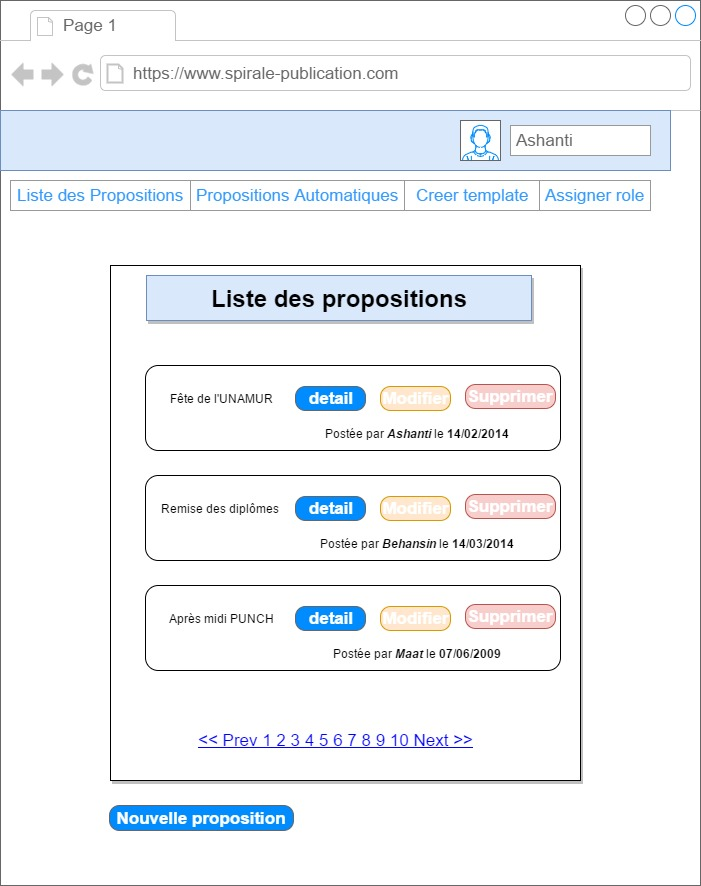 Page 1
https://www.spirale-publication.com
Ashanti
Liste des Propositions Propositions Automatiques Creer template Assigner role
Liste des propositions
Fête de l'UNAMUR detail Modifier Supprimer
Postée par Ashanti le 14/02/2014
Remise des diplômes detail Modifier Supprimer
Postée par Behansin le 14/03/2014
Après midi PUNCH detail Modifier Supprimer
Postée par Maat le 07/06/2009
<< Prev 1 2 3 4 5 6 7 8 9 10 Next >>
Nouvelle proposition